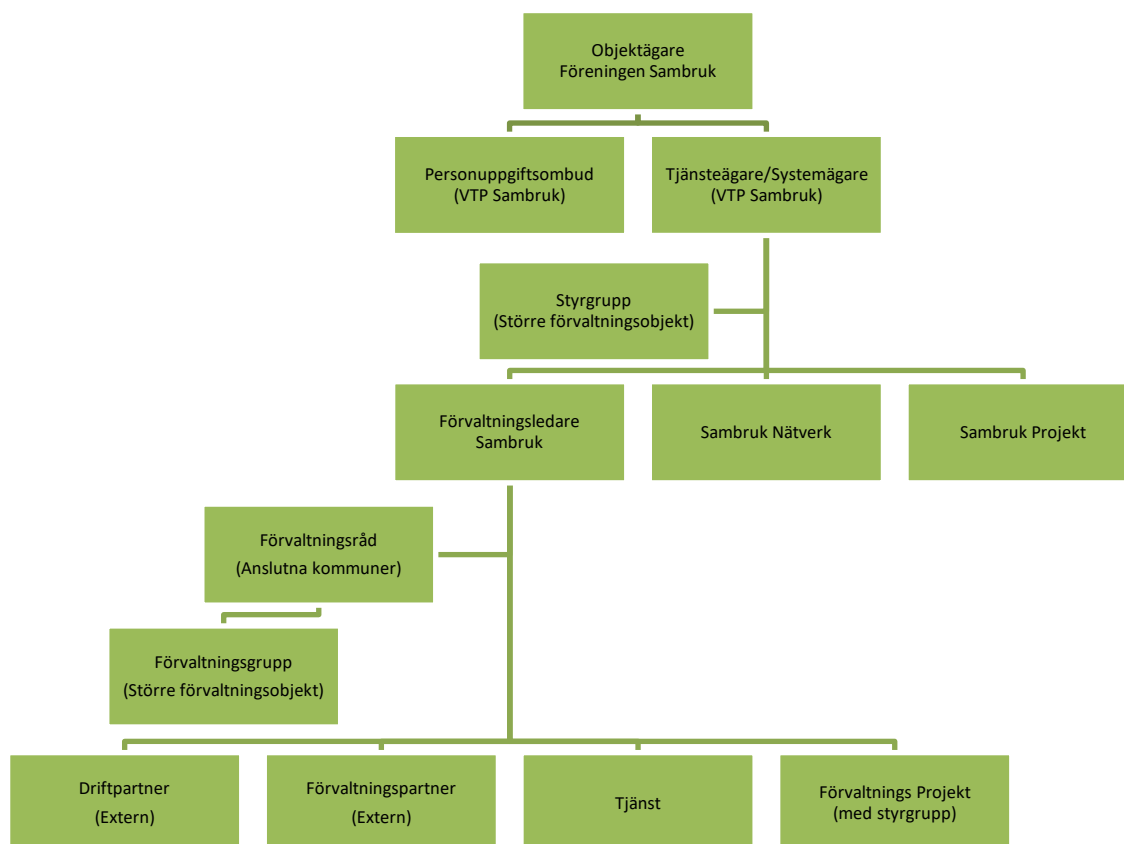 Objektägare
Föreningen Sambruk
Personuppgiftsombud
(VTP Sambruk)
Tjänsteägare/Systemägare
(VTP Sambruk)
Styrgrupp
(Större förvaltningsobjekt)
Förvaltningsledare
Sambruk
Sambruk Nätverk
Sambruk Projekt
Förvaltningsråd
(Anslutna kommuner)
Förvaltningsgrupp
(Större förvaltningsobjekt)
Driftpartner
(Extern)
Förvaltningspartner
(Extern)
Tjänst
Förvaltnings Projekt
(med styrgrupp)